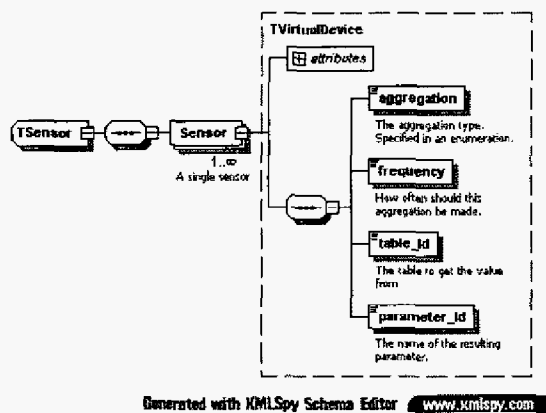 TVirtualDevice
attributes
TSensor
Sensor
1..∞
A single sensor
aggregation
The aggregation type.
Specified in an enumeration.
frequency
How often should this
aggregation be made.
table_id
The table to get the value
from
parameter_id
The name of the resulting
parameter.
Generated with XMLSpy Schema Editor www.xmlspy.com